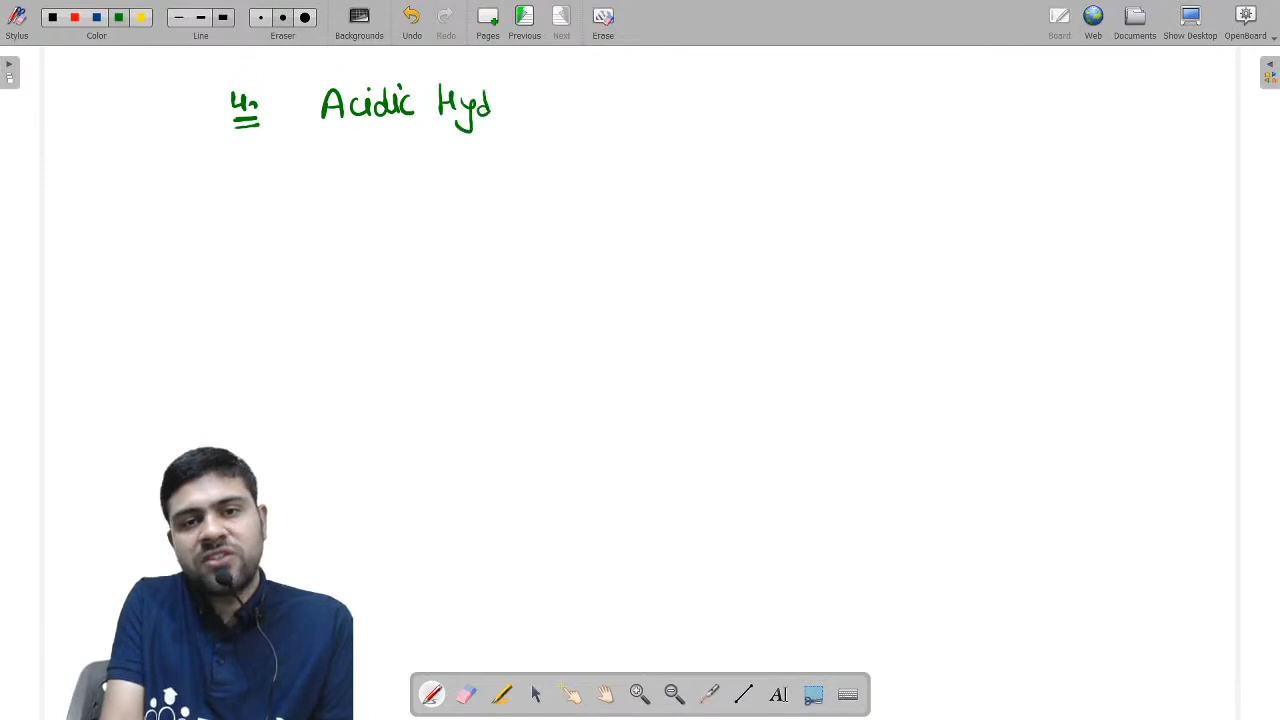 Stylus
Color
Line
Eraser
Backgrounds
Undo
Redo
Pages
Previous
Next
Erase
Board
Web
Documents
Show Desktop
OpenBoard
4. Acidic Hyd